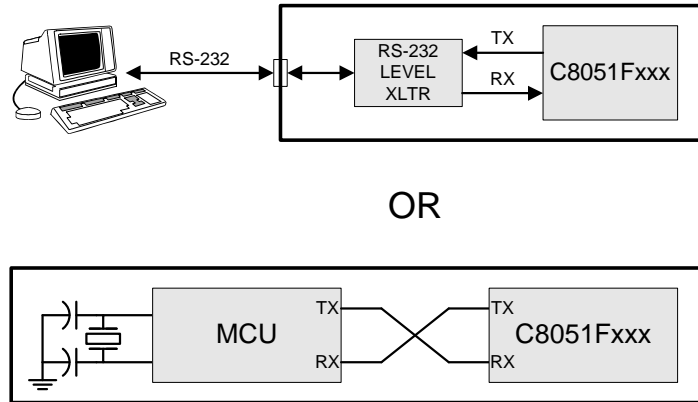 RS-232
RS-232
LEVEL
XLTR
TX
RX
C8051Fxxx
OR
MCU
TX
RX
TX
RX
C8051Fxxx